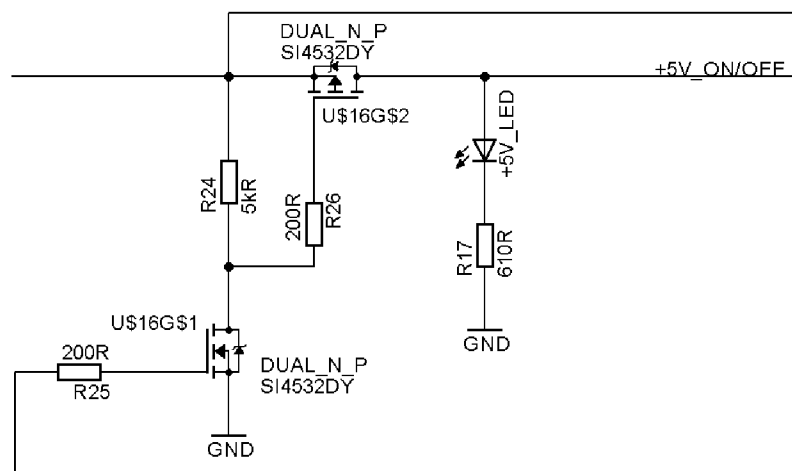 DUAL_N_P
SI4532DY
+5V_ON/OFF
U$16G$2
+5V_LED
R24
5kR
200R
R26
R17
610R
U$16G$1
GND
200R
R25
DUAL_N_P
SI4532DY
GND